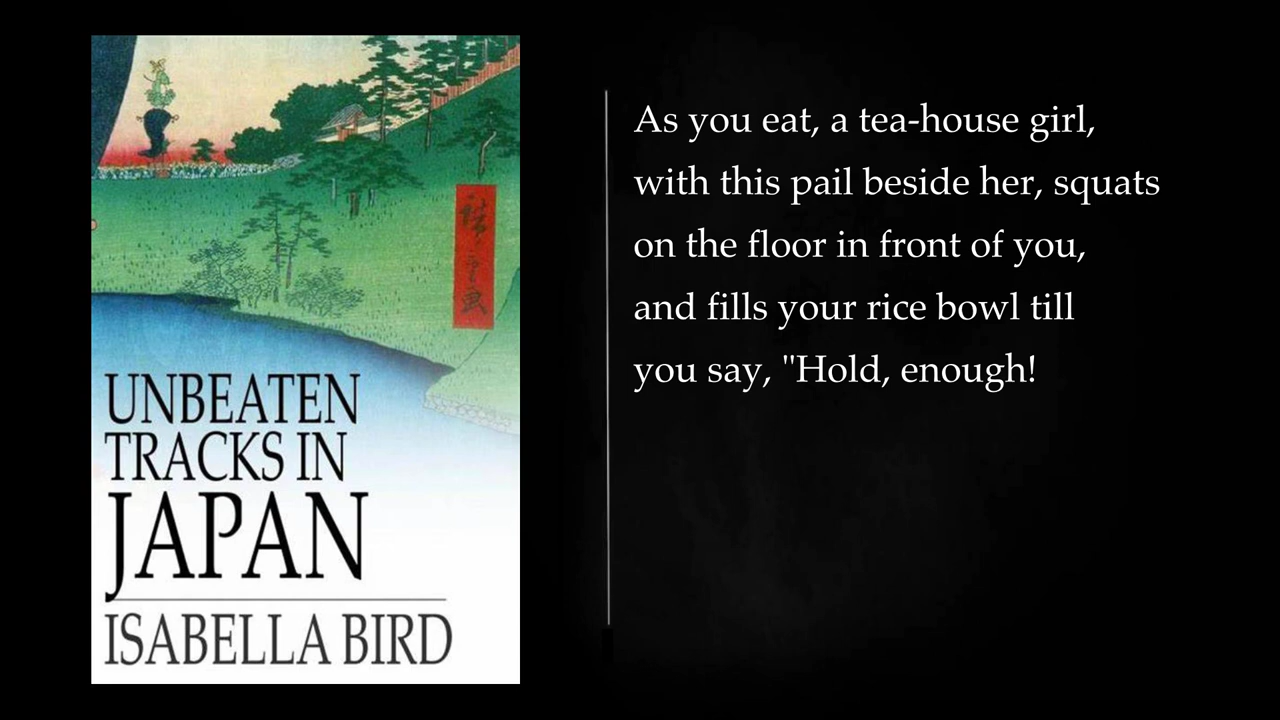 UNBEATEN
TRACKS IN
JAPAN
ISABELLA BIRD
As you eat, a tea-house girl,
with this pail beside her, squats
on the floor in front of you,
and fills your rice bowl till
you say, "Hold, enough!